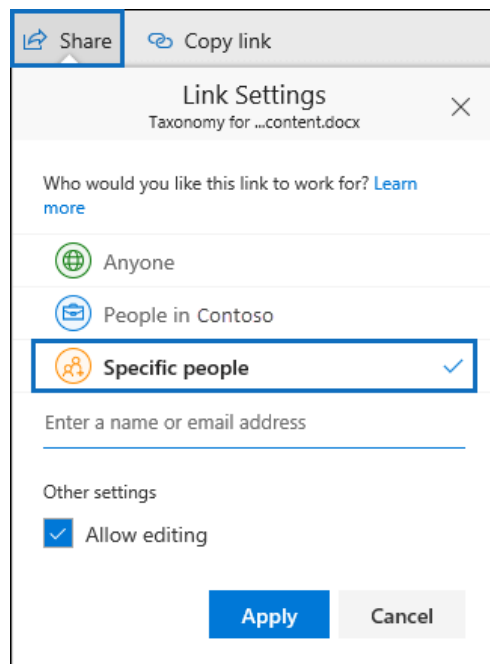 Share Copy link
Link Settings
Taxonomy for ...content.docx
Who would you like this link to work for? Learn
more
Anyone
People in Contoso
Specific people
Enter a name or email address
Other settings
Allow editing
Apply Cancel